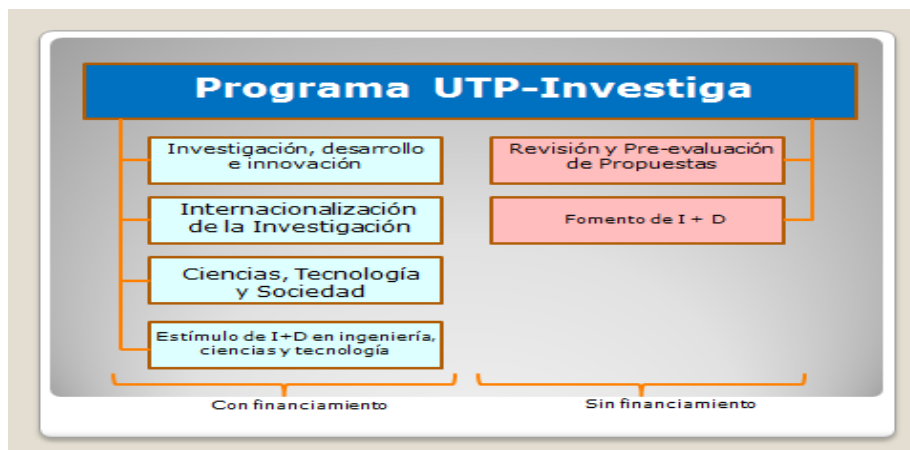 Programa UTP-Investiga
Investigación, desarrollo
e innovación
Internacionalización
de la Investigación
Ciencias, Tecnología
y Sociedad
Estímulo de I+D en ingeniería,
ciencias y tecnología
Con financiamiento
Revisión y Pre-evaluación
de Propuestas
Fomento de I + D
Sin financiamiento